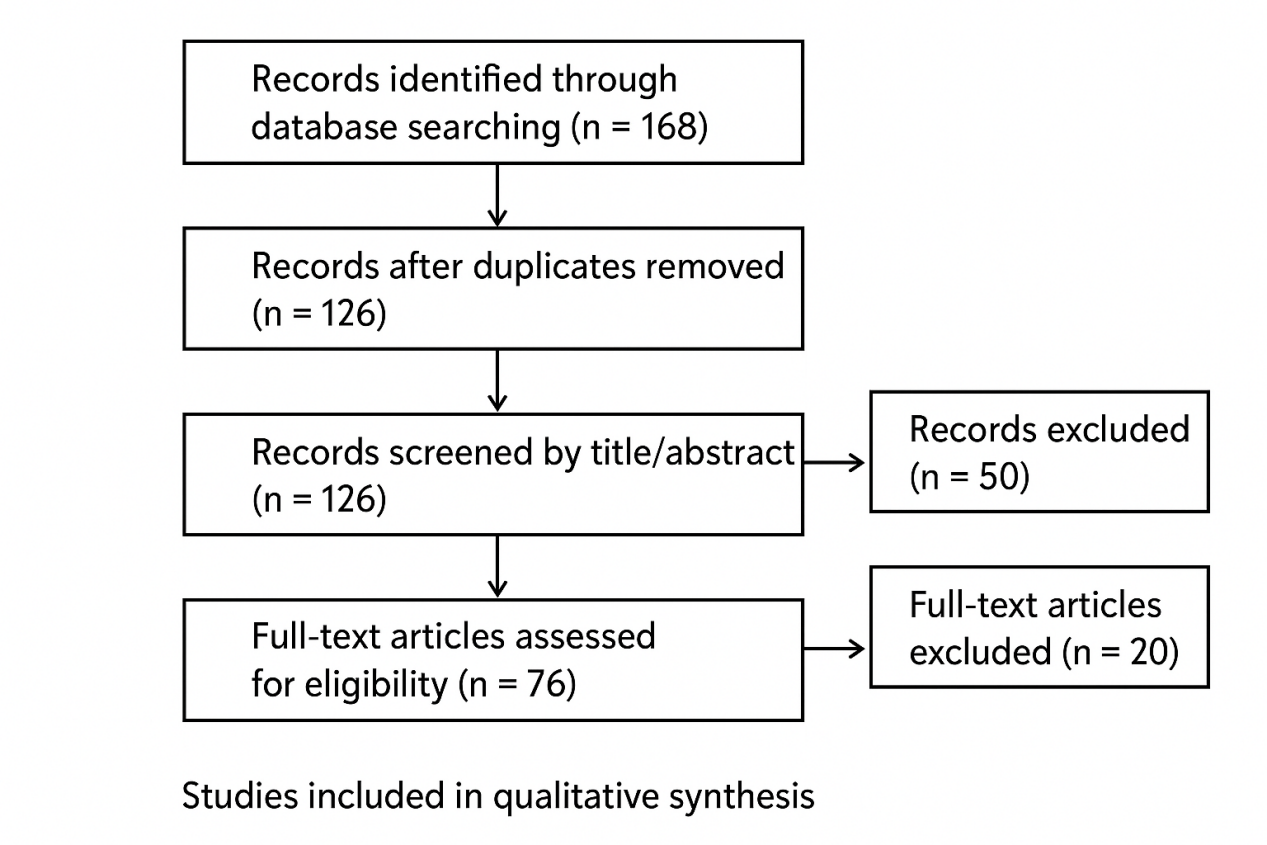 Records identified through
database searching (n = 168)
Records after duplicates removed
(n = 126)
Records screened by title/abstract
(n = 126)
Records excluded
(n = 50)
Full-text articles assessed
for eligibility (n = 76)
Full-text articles
excluded (n = 20)
Studies included in qualitative synthesis